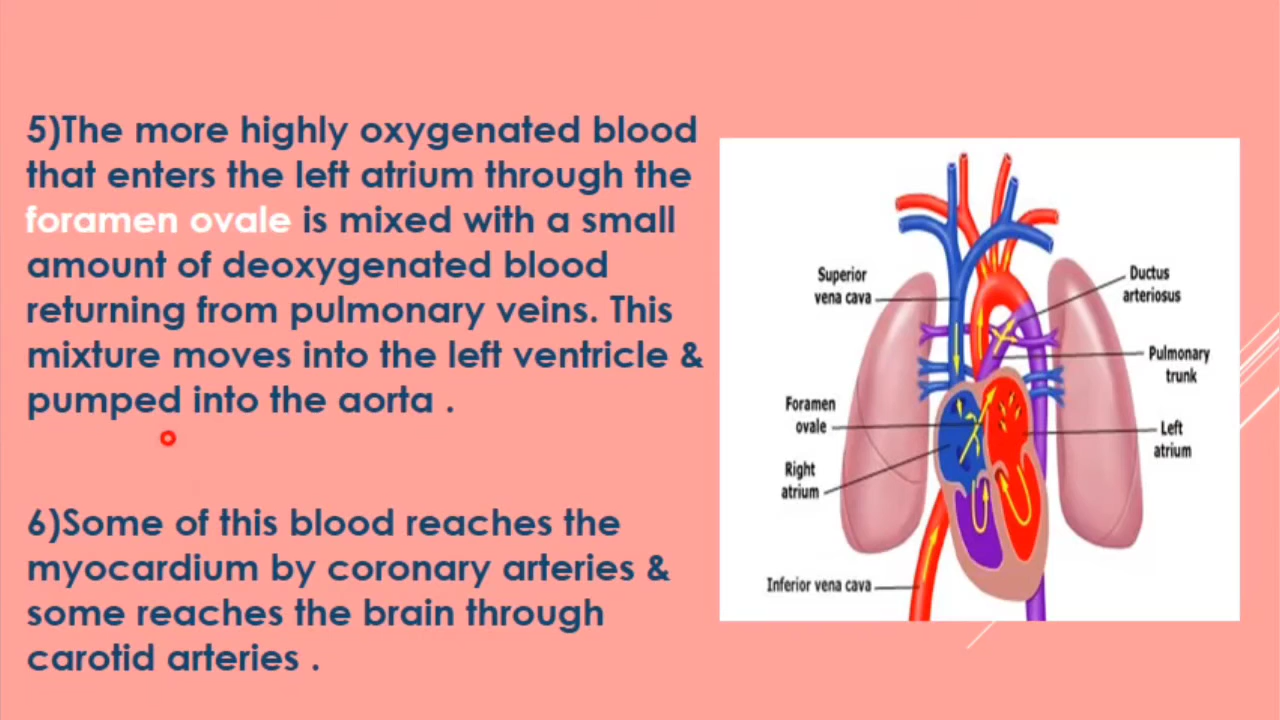 5)The more highly oxygenated blood
that enters the left atrium through the
foramen ovale is mixed with a small
amount of deoxygenated blood
returning from pulmonary veins. This
mixture moves into the left ventricle &
pumped into the aorta .
6)Some of this blood reaches the
myocardium by coronary arteries &
some reaches the brain through
carotid arteries .
Superior
vena cava
Foramen
ovale
Right
atrium
Inferior vena cava
Ductus
arteriosus
Pulmonary
trunk
Left
atrium